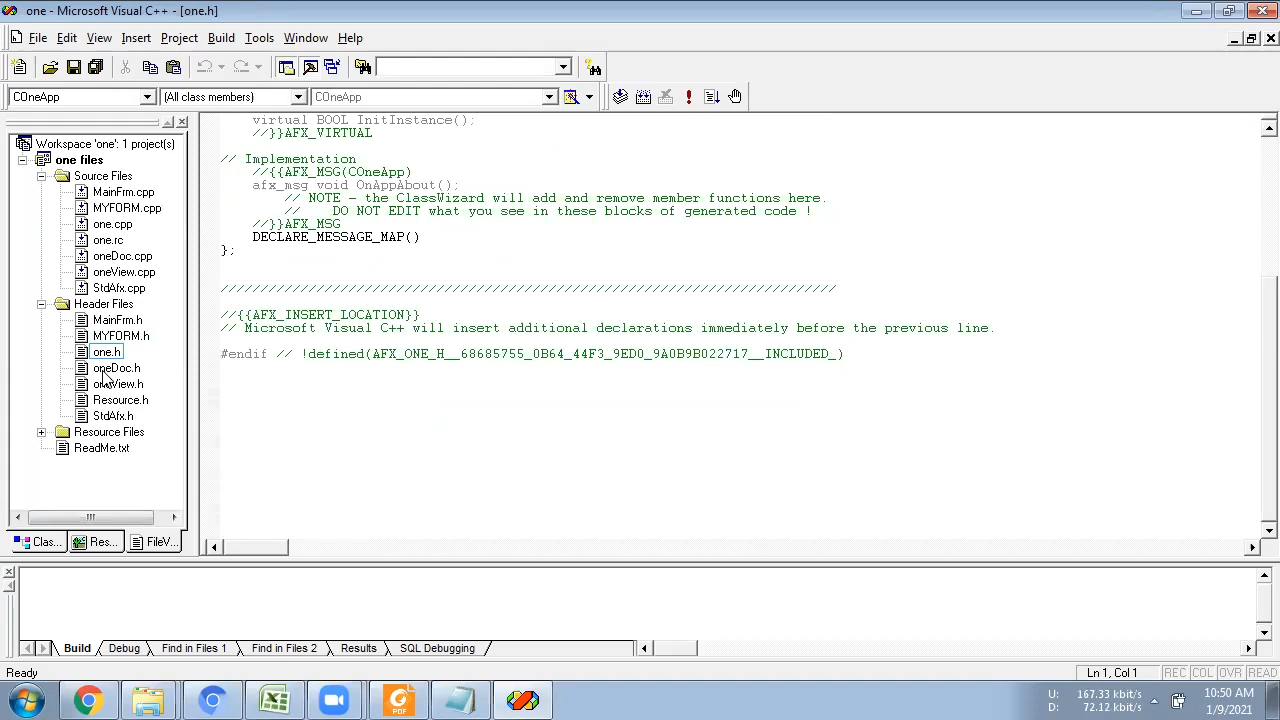 one - Microsoft Visual C++ - [one.h]
File Edit View Insert Project Build Tools Window Help
COneApp (All class members) COneApp
Workspace 'one': 1 project(s)
one files
Source Files
MainFrm.cpp
MYFORM.cpp
one.cpp
one.rc
oneDoc.cpp
oneView.cpp
StdAfx.cpp
Header Files
MainFrm.h
MYFORM.h
one.h
oneDoc.h
oneView.h
Resource.h
StdAfx.h
Resource Files
ReadMe.txt
Clas... Res... FileV...
virtual BOOL InitInstance();
//}}AFX_VIRTUAL
// Implementation
//{{AFX_MSG(COneApp)
afx_msg void OnAppAbout();
// NOTE - the ClassWizard will add and remove member functions here.
// DO NOT EDIT what you see in these blocks of generated code !
//}}AFX_MSG
DECLARE_MESSAGE_MAP()
};
/////////////////////////////////////////////////////////////////////////////
//{{AFX_INSERT_LOCATION}}
// Microsoft Visual C++ will insert additional declarations immediately before the previous line.
#endif // !defined(AFX_ONE_H__68685755_0B64_44F3_9ED0_9A0B9B022717__INCLUDED_)
Build Debug Find in Files 1 Find in Files 2 Results SQL Debugging
Ready Ln 1, Col 1 REC COL OVR READ
PDF
U: 167.33 kbit/s
D: 72.12 kbit/s
10:50 AM
1/9/2021